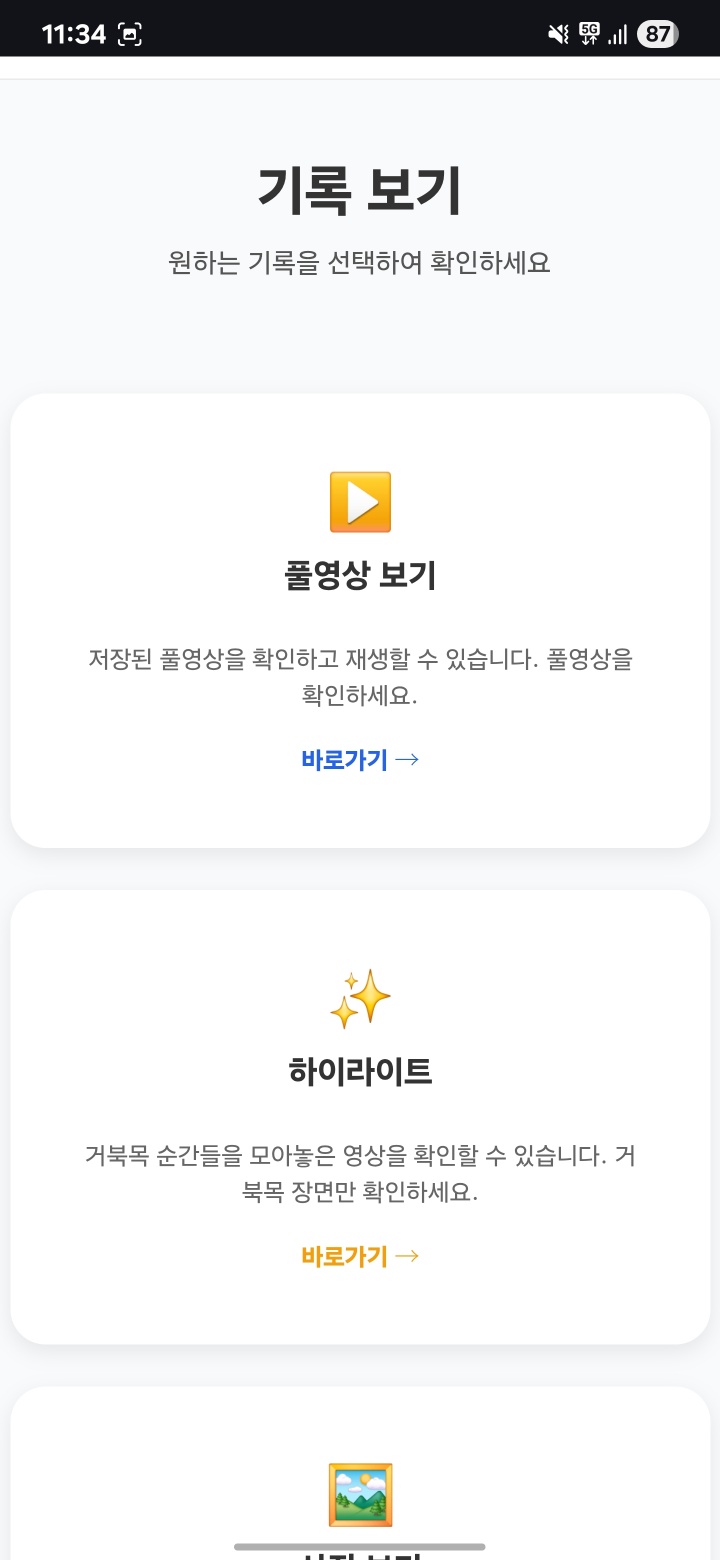 11:34
5G
87
기록 보기
원하는 기록을 선택하여 확인하세요
풀영상 보기
저장된 풀영상을 확인하고 재생할 수 있습니다. 풀영상을
확인하세요.
바로가기 →
하이라이트
거북목 순간들을 모아놓은 영상을 확인할 수 있습니다. 거
북목 장면만 확인하세요.
바로가기 →